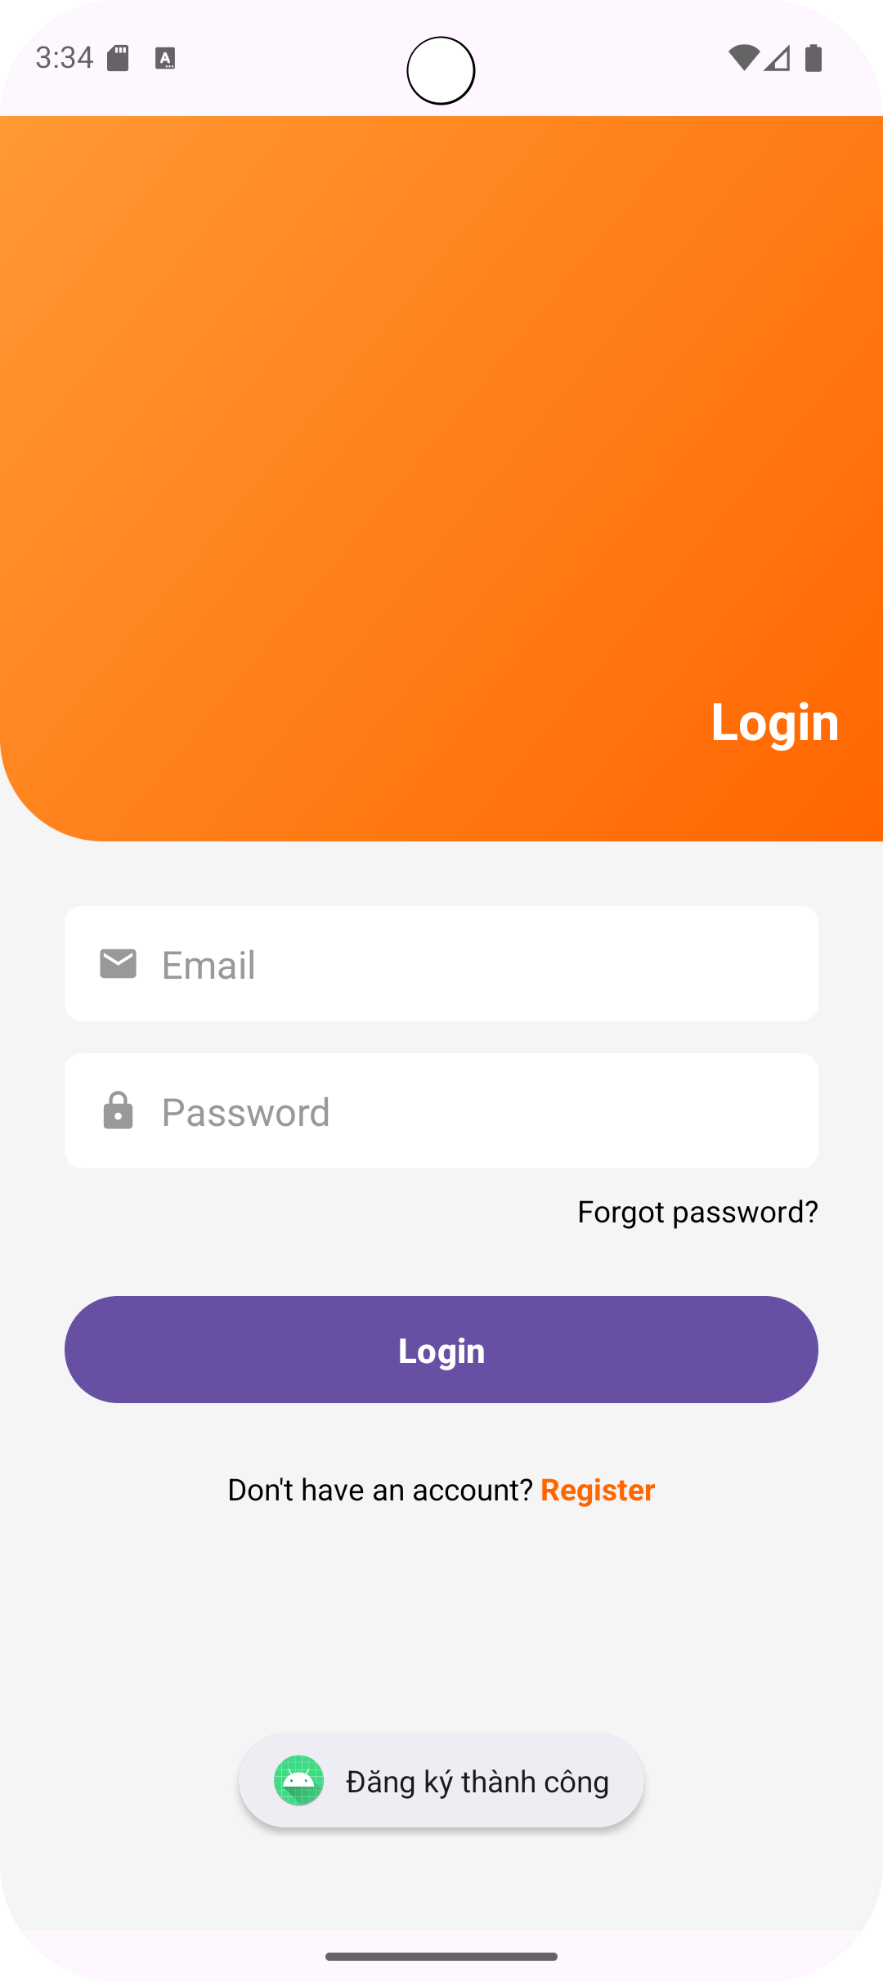 3:34
Login
Email
Password
Forgot password?
Login
Don't have an account? Register
Đăng ký thành công